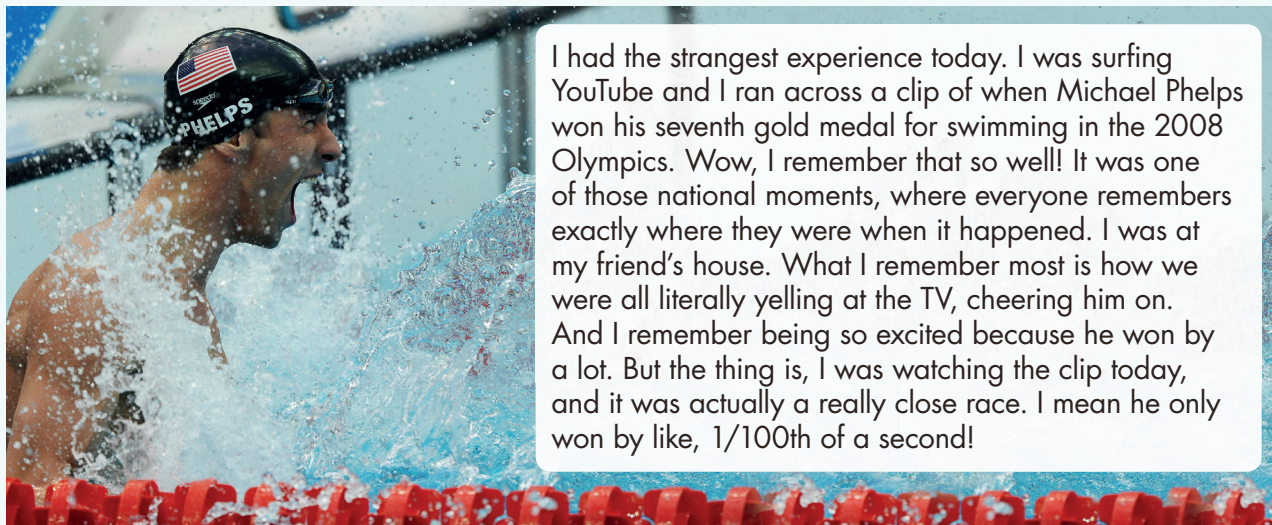 speedo
PHELPS
I had the strangest experience today. I was surfing
YouTube and I ran across a clip of when Michael Phelps
won his seventh gold medal for swimming in the 2008
Olympics. Wow, I remember that so well! It was one
of those national moments, where everyone remembers
exactly where they were when it happened. I was at
my friend’s house. What I remember most is how we
were all literally yelling at the TV, cheering him on.
And I remember being so excited because he won by
a lot. But the thing is, I was watching the clip today,
and it was actually a really close race. I mean he only
won by like, 1/100th of a second!